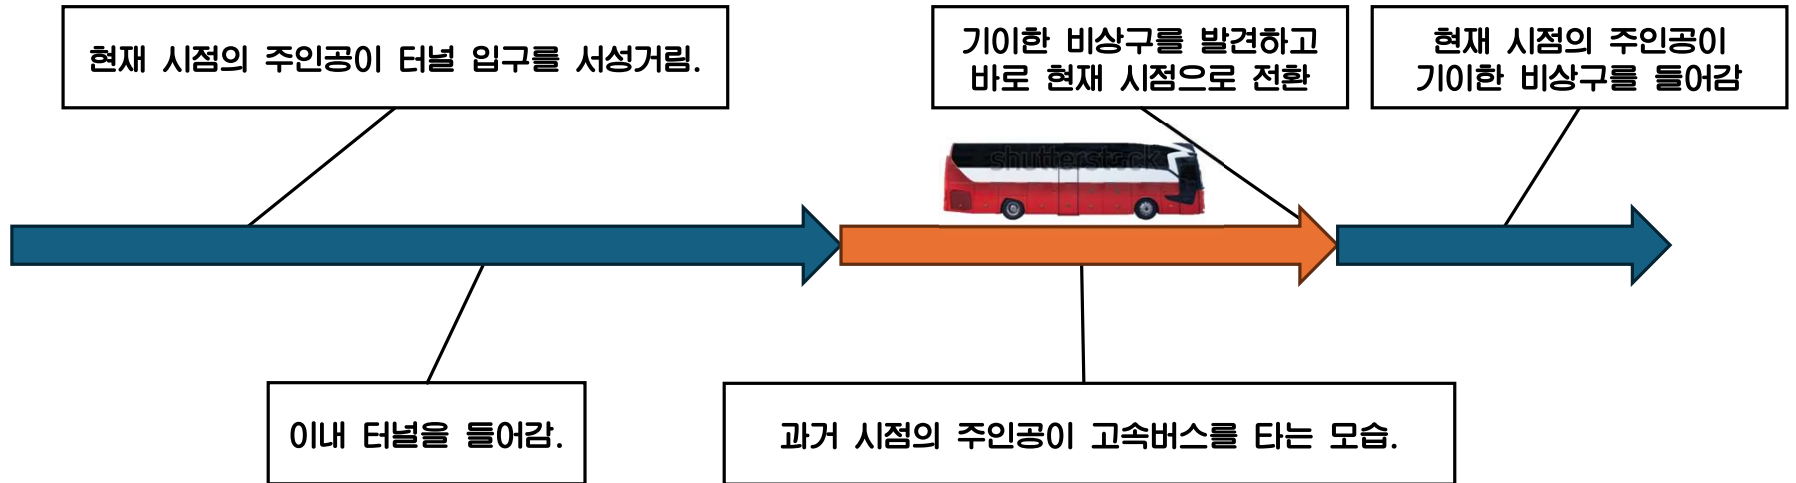 현재 시점의 주인공이 터널 입구를 서성거림.
기이한 비상구를 발견하고
바로 현재 시점으로 전환
현재 시점의 주인공이
기이한 비상구를 들어감
shutterstock
이내 터널을 들어감.
과거 시점의 주인공이 고속버스를 타는 모습.